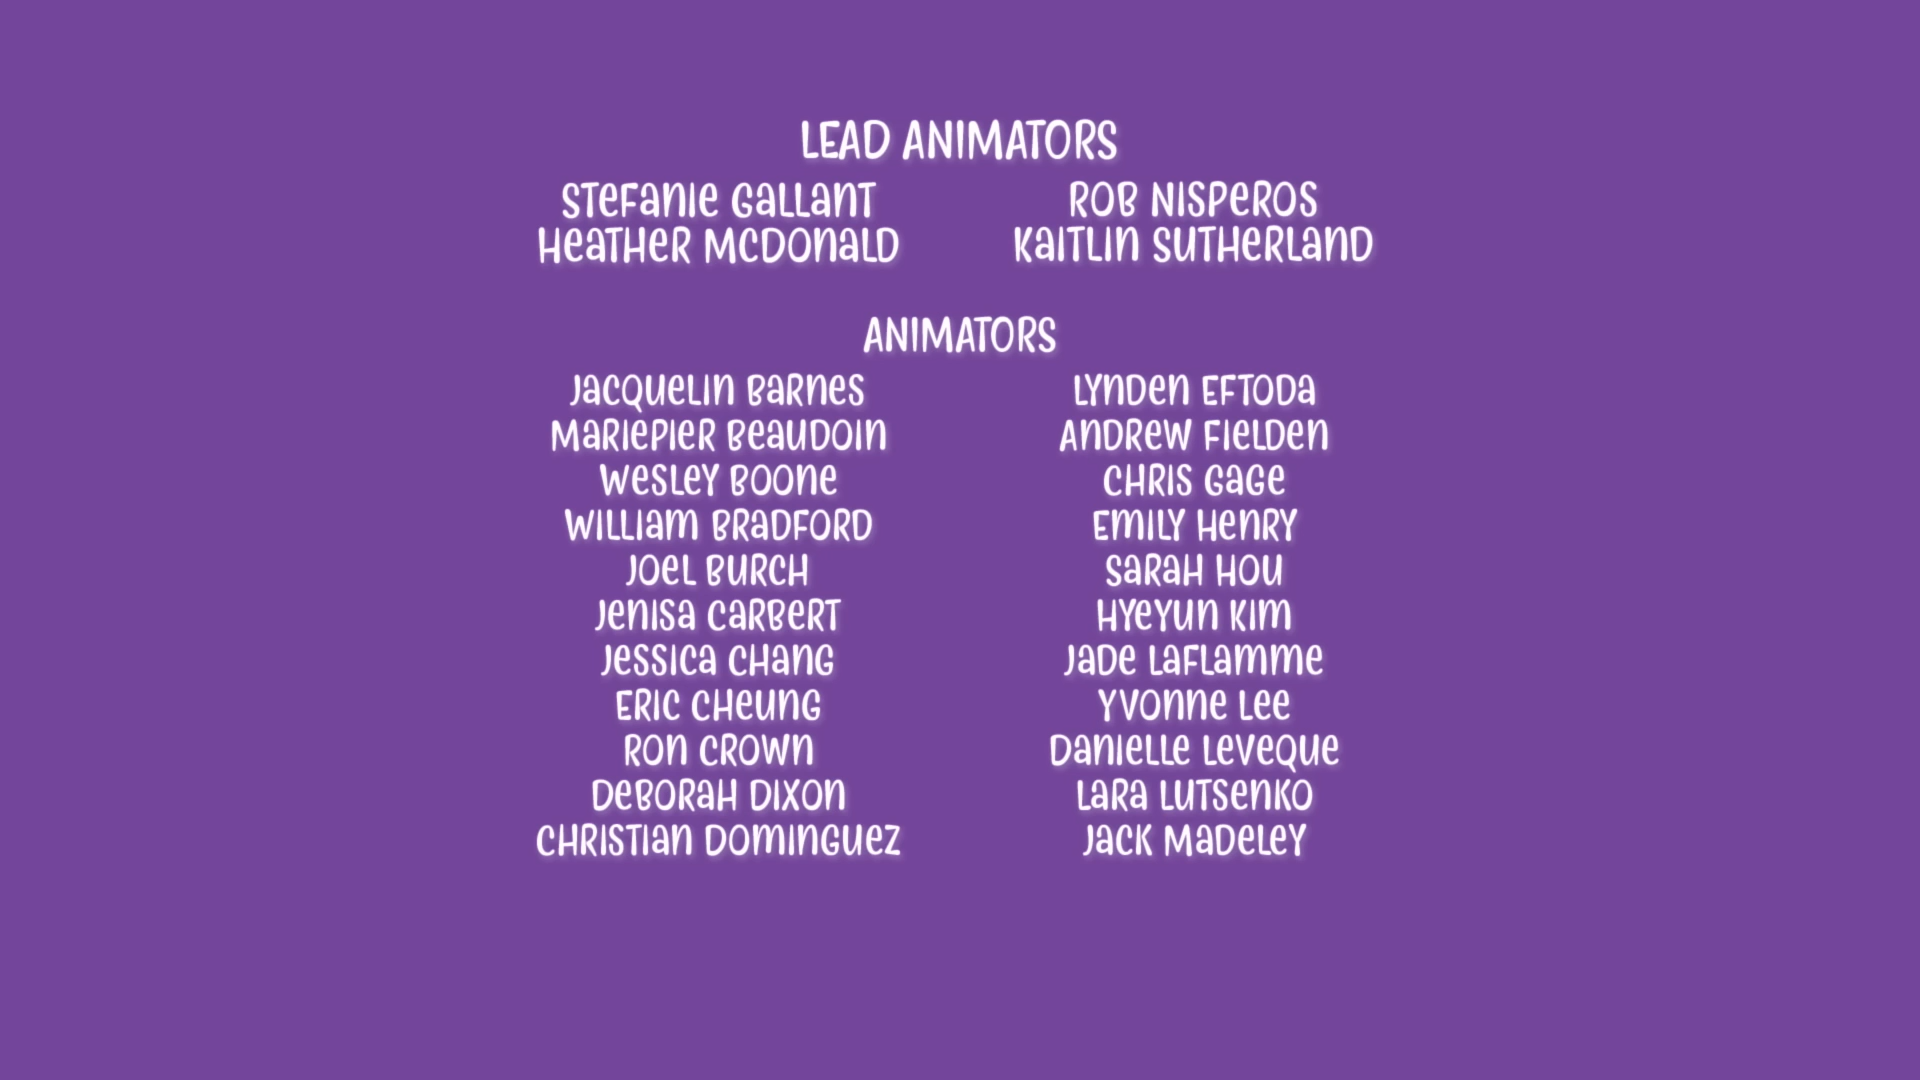 LEAD ANIMATORS
Stefanie Gallant
Rob Nisperos
Heather McDonald
Kaitlin Sutherland
ANIMATORS
Jacquelin Barnes
Lynden Eftoda
Mariepier Beaudoin
Andrew Fielden
Wesley Boone
Chris Gage
William Bradford
Emily Henry
Joel Burch
Sarah Hou
Jenisa Carbert
Hyeyun Kim
Jessica Chang
Jade Laflamme
Eric Cheung
Yvonne Lee
Ron Crown
Danielle Leveque
Deborah Dixon
Lara Lutsenko
Christian Dominguez
Jack Madeley